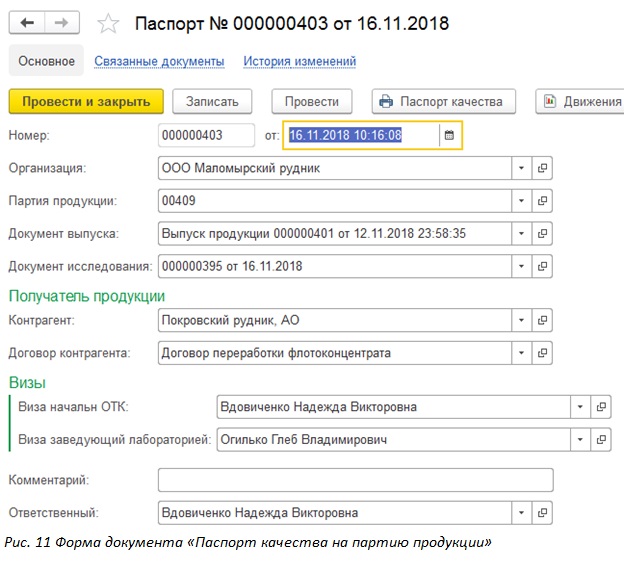 Паспорт № 000000403 от 16.11.2018
Основное Связанные документы История изменений
Провести и закрыть Записать Провести Паспорт качества Движения
Номер: 000000403 от: 16.11.2018 10:16:08
Организация: ООО Маломырский рудник
Партия продукции: 00409
Документ выпуска: Выпуск продукции 000000401 от 12.11.2018 23:58:35
Документ исследования: 000000395 от 16.11.2018
Получатель продукции
Контрагент: Покровский рудник, АО
Договор контрагента: Договор переработки флотоконцентрата
Визы
Виза начальн ОТК: Вдовиченко Надежда Викторовна
Виза заведующий лабораторией: Огилько Глеб Владимирович
Комментарий:
Ответственный: Вдовиченко Надежда Викторовна
Рис. 11 Форма документа «Паспорт качества на партию продукции»